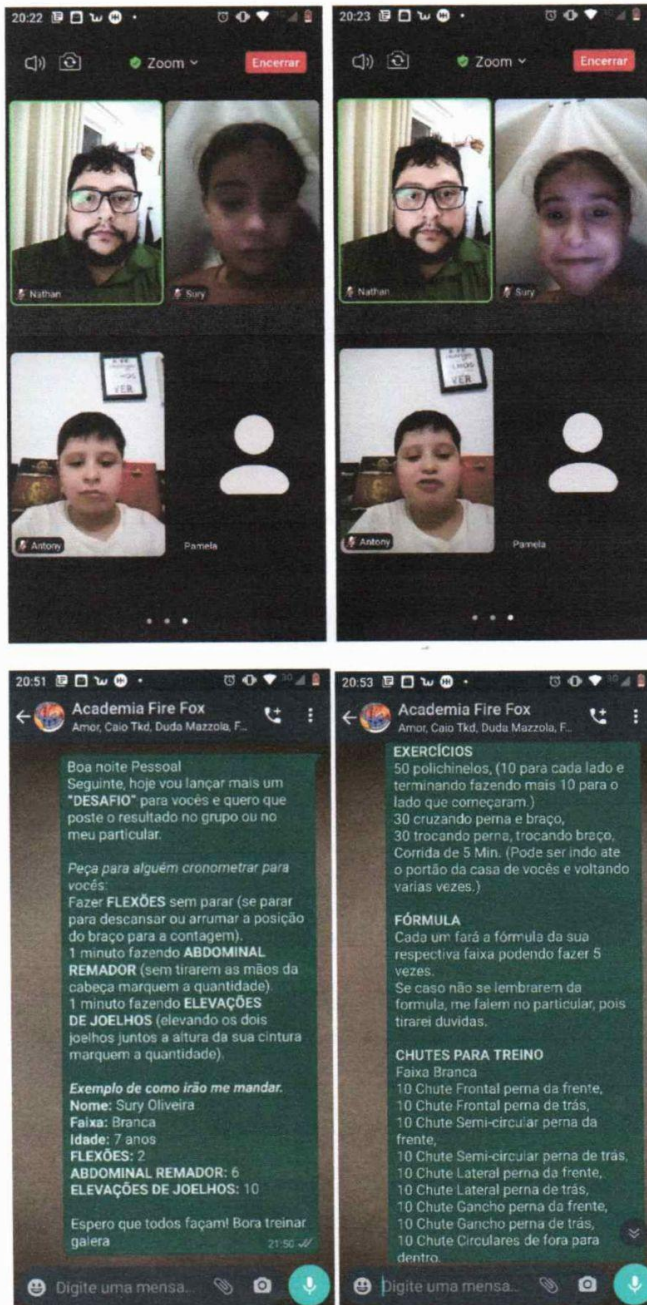 20:22
Zoom
Encerrar
Nathan
Sury
Antony
Pamela
20:23
Zoom
Encerrar
Nathan
Sury
VER
Antony
Pamela
20:51
Academia Fire Fox
Amor, Caio Tkd, Duda Mazzola, F...
Boa noite Pessoal
Seguinte, hoje vou lançar mais um
"DESAFIO" para vocês e quero que
poste o resultado no grupo ou no
meu particular.
Peça para alguém cronometrar para
vocês:
Fazer FLEXÕES sem parar (se parar
para descansar ou arrumar a posição
do braço para a contagem).
1 minuto fazendo ABDOMINAL
REMADOR (sem tirarem as mãos da
cabeça marquem a quantidade).
1 minuto fazendo ELEVAÇÕES
DE JOELHOS (elevando os dois
joelhos juntos a altura da sua cintura
marquem a quantidade).
Exemplo de como irão me mandar.
Nome: Sury Oliveira
Faixa: Branca
Idade: 7 anos
FLEXÕES: 2
ABDOMINAL REMADOR: 6
ELEVAÇÕES DE JOELHOS: 10
Espero que todos façam! Bora treinar
galera
21:50
Digite uma mensa...
20:53
Academia Fire Fox
Amor, Caio Tkd, Duda Mazzola, F...
EXERCÍCIOS
50 polichinelos, (10 para cada lado e
terminando fazendo mais 10 para o
lado que começaram.)
30 cruzando perna e braço,
30 trocando perna, trocando braço,
Corrida de 5 Min. (Pode ser indo ate
o portão da casa de vocês e voltando
varias vezes.)
FÓRMULA
Cada um fará a fórmula da sua
respectiva faixa podendo fazer 5
vezes.
Se caso não se lembrarem da
formula, me falem no particular, pois
tirarei duvidas.
CHUTES PARA TREINO
Faixa Branca
10 Chute Frontal perna da frente,
10 Chute Frontal perna de trás,
10 Chute Semi-circular perna da
frente,
10 Chute Semi-circular perna de trás,
10 Chute Lateral perna da frente,
10 Chute Lateral perna de trás,
10 Chute Gancho perna da frente,
10 Chute Gancho perna de trás,
10 Chute Circulares de fora para
dentro.
Digite uma mensa...